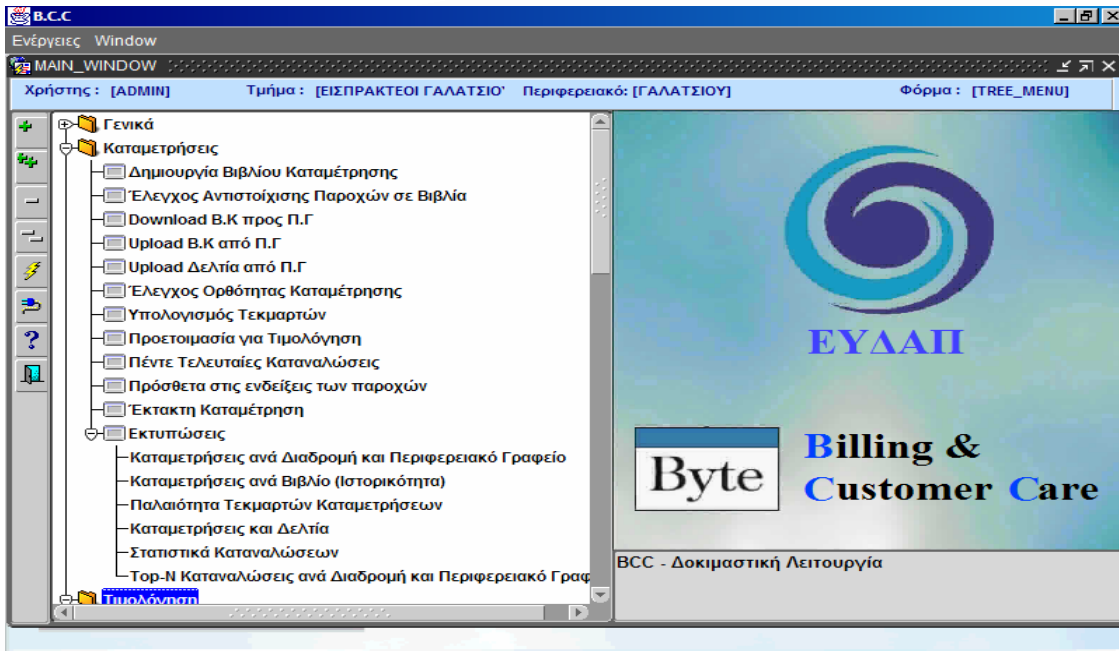 B.C.C
Ενέργειες Window
MAIN_WINDOW
Χρήστης : [ADMIN] Τμήμα : [ΕΙΣΠΡΑΚΤΕΟΙ ΓΑΛΑΤΣΙΟ' Περιφερειακό: [ΓΑΛΑΤΣΙΟΥ] Φόρμα : [TREE_MENU]
Γενικά
Καταμετρήσεις
Δημιουργία Βιβλίου Καταμέτρησης
Έλεγχος Αντιστοίχισης Παροχών σε Βιβλία
Download Β.Κ προς Π.Γ
Upload Β.Κ από Π.Γ
Upload Δελτία από Π.Γ
Έλεγχος Ορθότητας Καταμέτρησης
Υπολογισμός Τεκμαρτών
Προετοιμασία για Τιμολόγηση
Πέντε Τελευταίες Καταναλώσεις
Πρόσθετα στις ενδείξεις των παροχών
Έκτακτη Καταμέτρηση
Εκτυπώσεις
Καταμετρήσεις ανά Διαδρομή και Περιφερειακό Γραφείο
Καταμετρήσεις ανά Βιβλίο (Ιστορικότητα)
Παλαιότητα Τεκμαρτών Καταμετρήσεων
Καταμετρήσεις και Δελτία
Στατιστικά Καταναλώσεων
Top-N Καταναλώσεις ανά Διαδρομή και Περιφερειακό Γραφ
Τιμολόγηση
ΕΥΔΑΠ
Byte
Billing &
Customer Care
BCC - Δοκιμαστική Λειτουργία